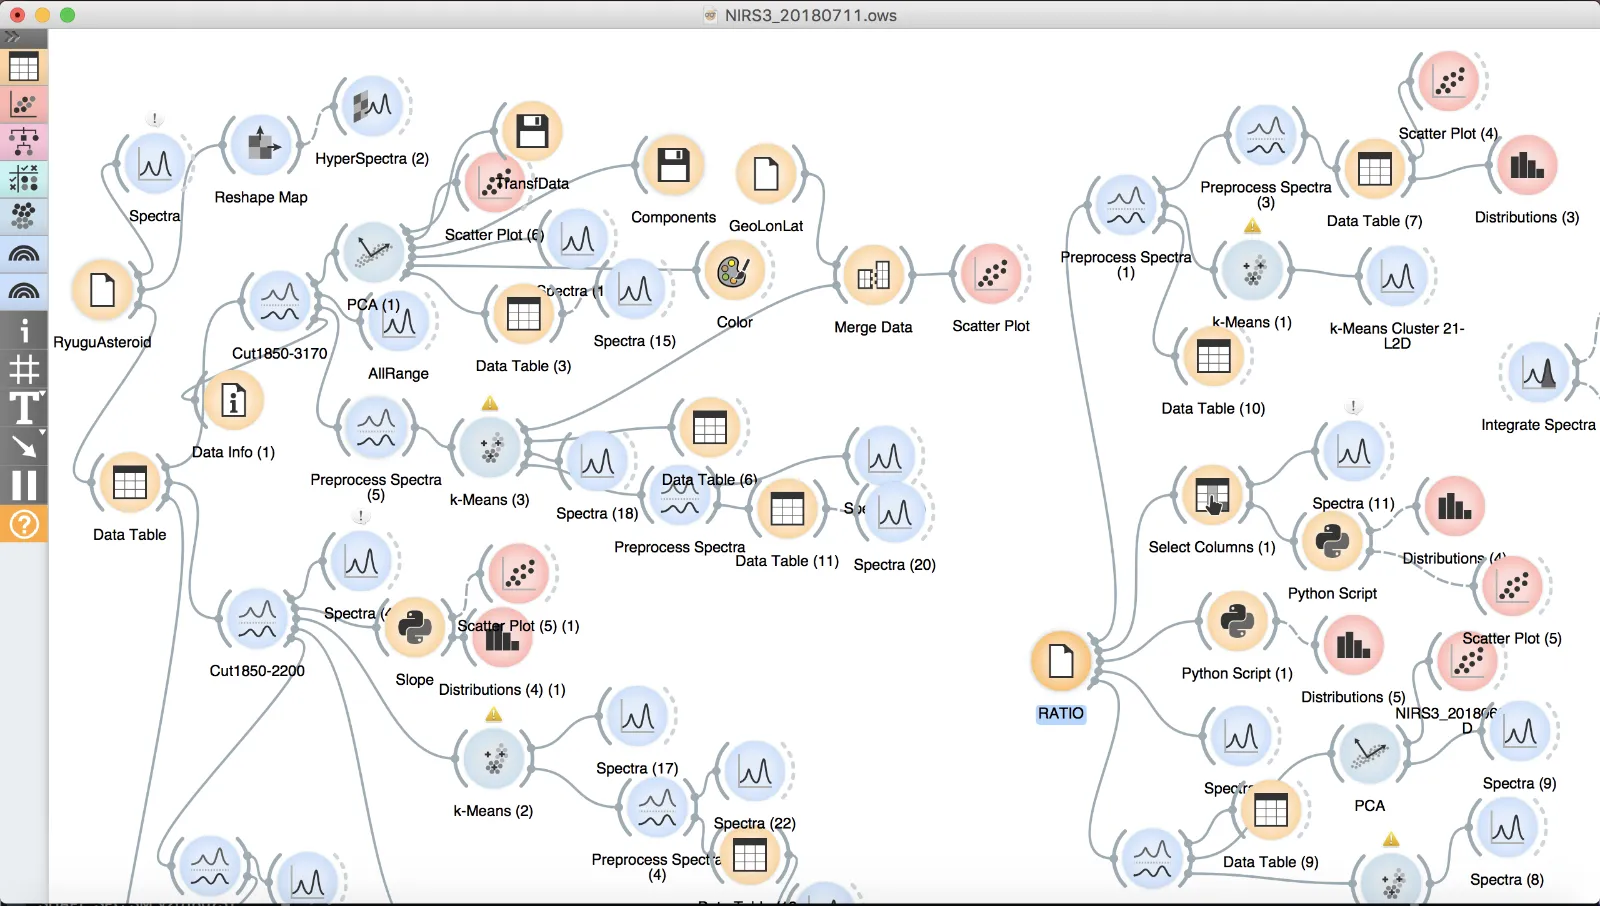 NIRS3_20180711.ows
Scatter Plot (4)
HyperSpectra (2)
Reshape Map
TransfData
Preprocess Spectra
(3)
Spectra
Components
GeoLonLat
Data Table (7)
Distributions (3)
Scatter Plot (6)
Preprocess Spectra
(1)
PCA (1)
Spectra (1
Color
Merge Data
Scatter Plot
k-Means (1)
k-Means Cluster 21-
L2D
RyuguAsteroid
Cut1850-3170
Spectra (15)
AllRange
Data Table (3)
Data Table (10)
Integrate Spectra
Data Info (1)
Preprocess Spectra
(5)
k-Means (3)
Data Table (6)
Spectra (18)
Preprocess Spectra
Data Table (11)
Spectra (20)
Data Table
Spectra (11)
Select Columns (1)
Distributions (4)
Python Script
Spectra (4
Scatter Plot (5) (1)
Cut1850-2200
Slope
Distributions (4) (1)
Scatter Plot (5)
Python Script (1)
Distributions (5)
RATIO
NIRS3_201806
D
Spectra (17)
k-Means (2)
Spectra (22)
Preprocess Spectra
(4)
Spectra
PCA
Spectra (9)
Data Table (9)
Spectra (8)